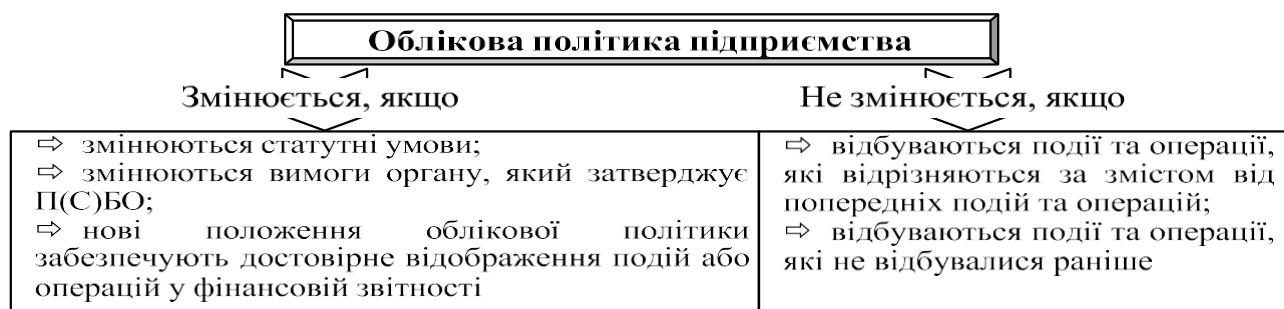 Облікова політика підприємства
Змінюється, якщо
Не змінюється, якщо
⇨ змінюються статутні умови;
⇨ змінюються вимоги органу, який затверджує
П(С)БО;
⇨ нові положення облікової політики
забезпечують достовірне відображення подій або
операцій у фінансовій звітності
⇨ відбуваються події та операції,
які відрізняються за змістом від
попередніх подій та операцій;
⇨ відбуваються події та операції,
які не відбувалися раніше